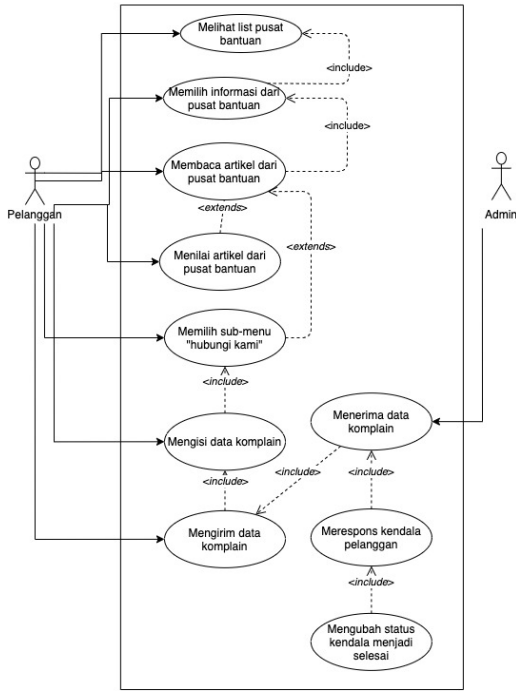 Melihat list pusat
bantuan
<include>
Memilih informasi dari
pusat bantuan
<include>
Membaca artikel dari
pusat bantuan
Pelanggan
Admin
<extends>
<extends>
Menilai artikel dari
pusat bantuan
Memilih sub-menu
"hubungi kami"
<include>
Menerima data
komplain
Mengisi data komplain
<include>
<include>
<include>
Mengirim data
komplain
Merespons kendala
pelanggan
<include>
Mengubah status
kendala menjadi
selesai